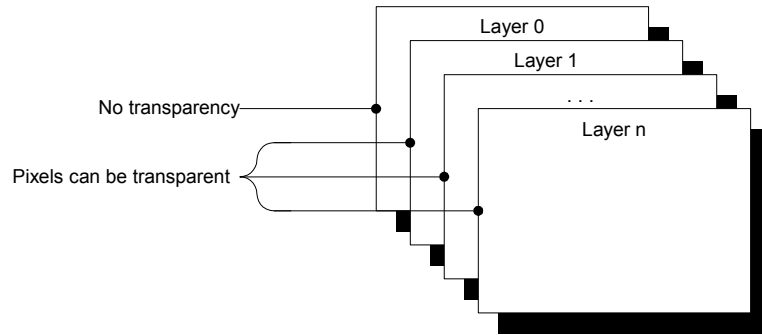 Layer 0
Layer 1
No transparency
. . .
Layer n
Pixels can be transparent